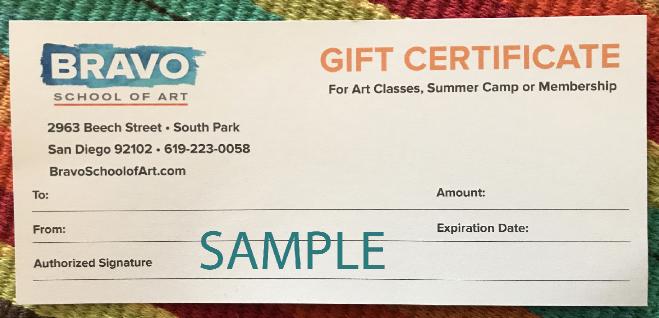 BRAVO
SCHOOL OF ART
GIFT CERTIFICATE
For Art Classes, Summer Camp or Membership
2963 Beech Street • South Park
San Diego 92102 • 619-223-0058
BravoSchoolofArt.com
To:
Amount:
From:
Expiration Date:
Authorized Signature
SAMPLE